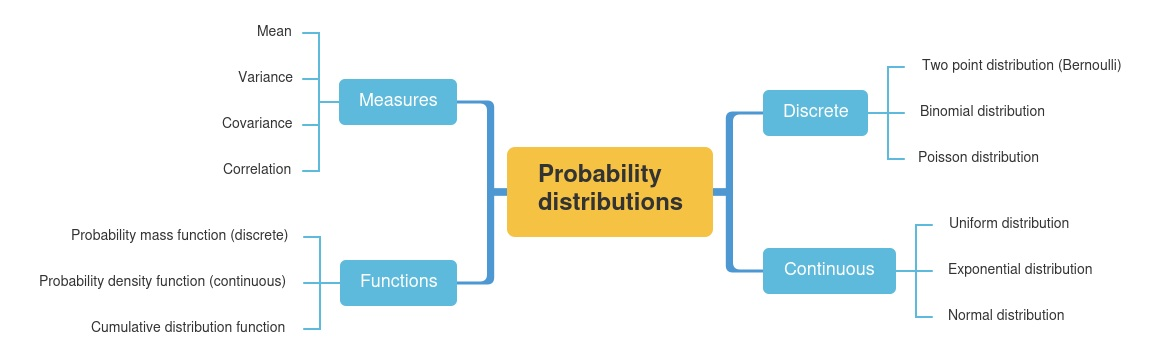 Mean
Variance
Covariance
Correlation
Measures
Probability mass function (discrete)
Probability density function (continuous)
Cumulative distribution function
Functions
Probability
distributions
Discrete
Two point distribution (Bernoulli)
Binomial distribution
Poisson distribution
Continuous
Uniform distribution
Exponential distribution
Normal distribution